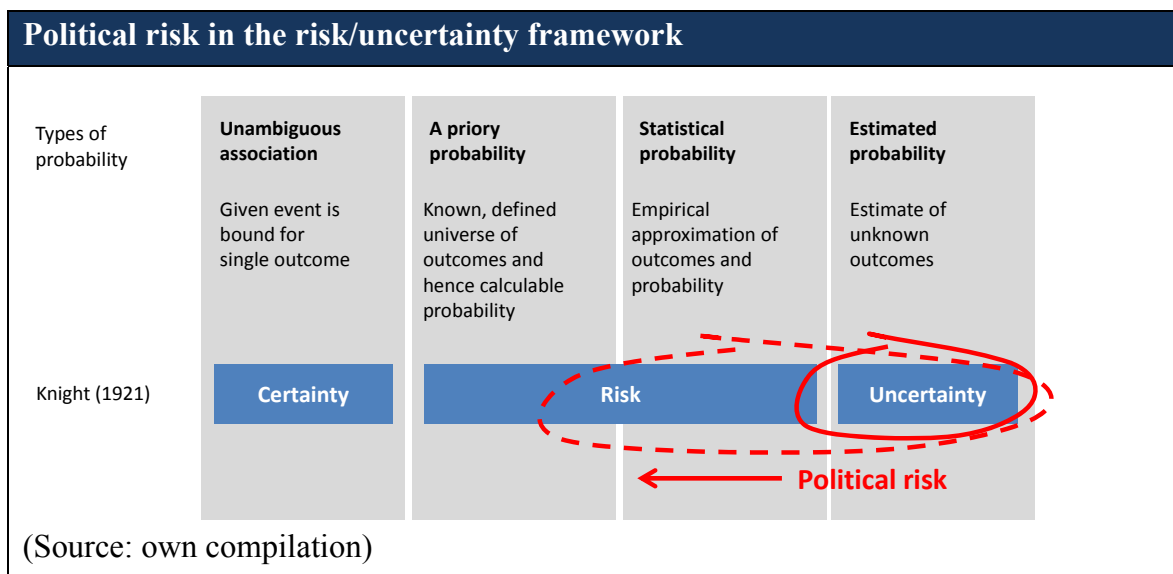 Political risk in the risk/uncertainty framework
Types of
probability
Unambiguous
association
Given event is
bound for
single outcome
A priory
probability
Known, defined
universe of
outcomes and
hence calculable
probability
Statistical
probability
Empirical
approximation of
outcomes and
probability
Estimated
probability
Estimate of
unknown
outcomes
Knight (1921)
Certainty
Risk
Uncertainty
Political risk
(Source: own compilation)